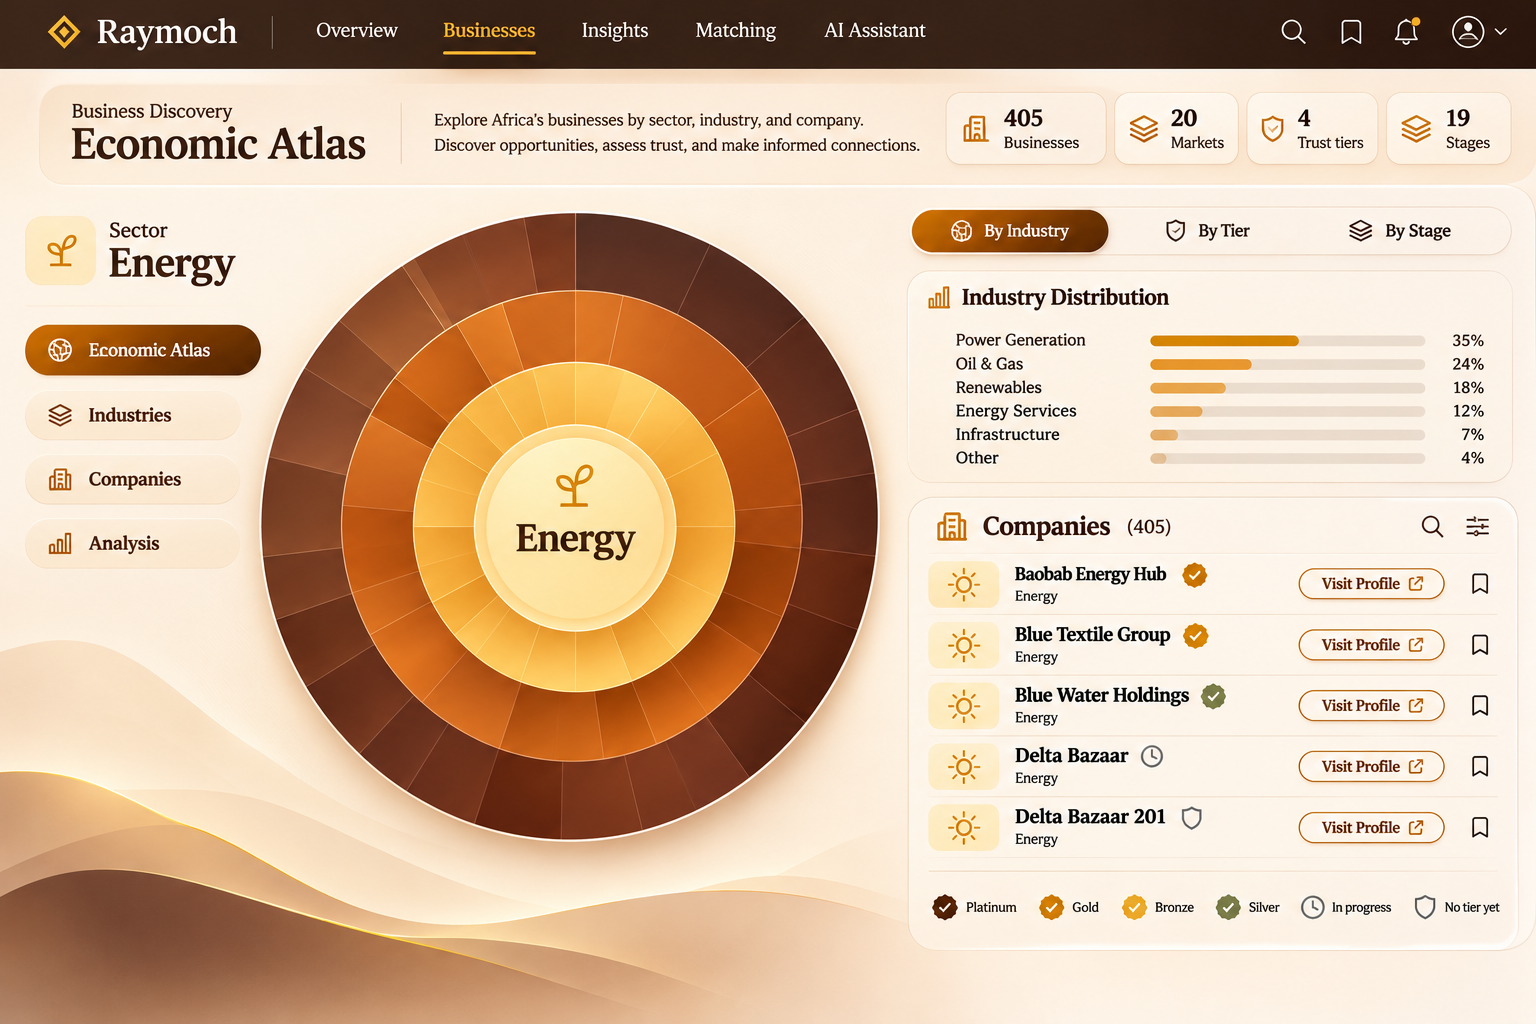 Raymoch
Overview
Businesses
Insights
Matching
AI Assistant
Business Discovery
Economic Atlas
Explore Africa's businesses by sector, industry, and company.
Discover opportunities, assess trust, and make informed connections.
405
Businesses
20
Markets
4
Trust tiers
19
Stages
Sector
Energy
Economic Atlas
Industries
Companies
Analysis
Energy
By Industry
By Tier
By Stage
Industry Distribution
Power Generation 35%
Oil & Gas 24%
Renewables 18%
Energy Services 12%
Infrastructure 7%
Other 4%
Companies (405)
Baobab Energy Hub
Energy
Visit Profile
Blue Textile Group
Energy
Visit Profile
Blue Water Holdings
Energy
Visit Profile
Delta Bazaar
Energy
Visit Profile
Delta Bazaar 201
Energy
Visit Profile
Platinum
Gold
Bronze
Silver
In progress
No tier yet